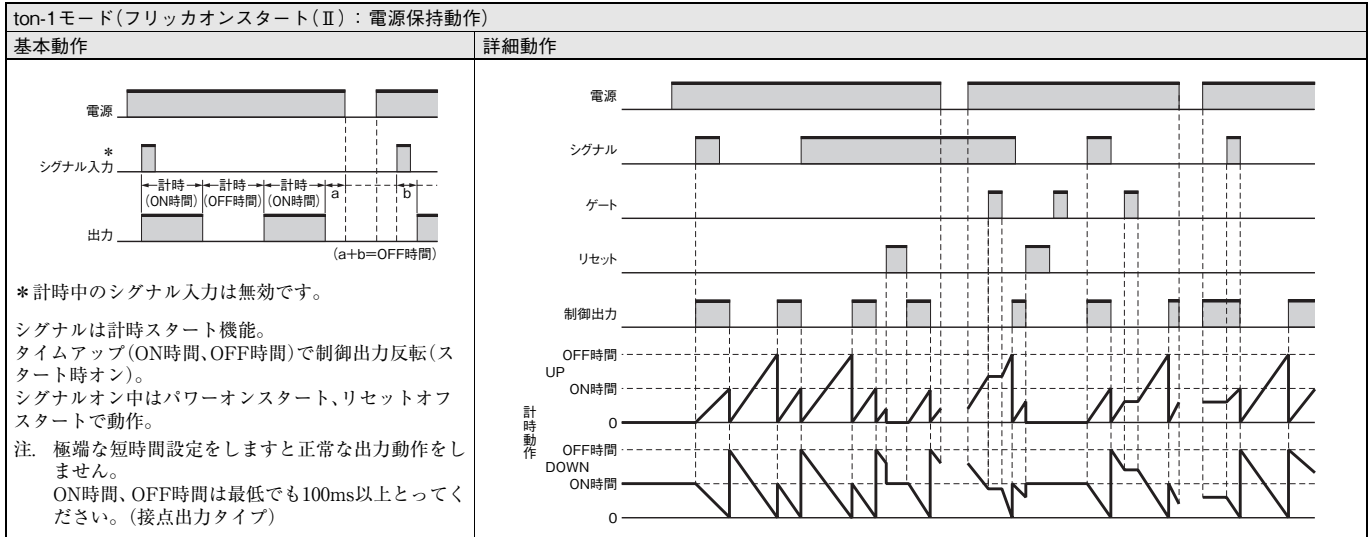 ton-1モード(フリッカオンスタート(Ⅱ):電源保持動作)
基本動作
電源
*
シグナル入力
計時 計時 計時
(ON時間) (OFF時間) (ON時間) a b
出力
(a+b=OFF時間)
*計時中のシグナル入力は無効です。
シグナルは計時スタート機能。
タイムアップ(ON時間、OFF時間)で制御出力反転(ス
タート時オン)。
シグナルオン中はパワーオンスタート、リセットオフ
スタートで動作。
注. 極端な短時間設定をしますと正常な出力動作をし
ません。
ON時間、OFF時間は最低でも100ms以上とってく
ださい。(接点出力タイプ)
詳細動作
電源
シグナル
ゲート
リセット
制御出力
計時動作
OFF時間
UP
ON時間
0
OFF時間
DOWN
ON時間
0